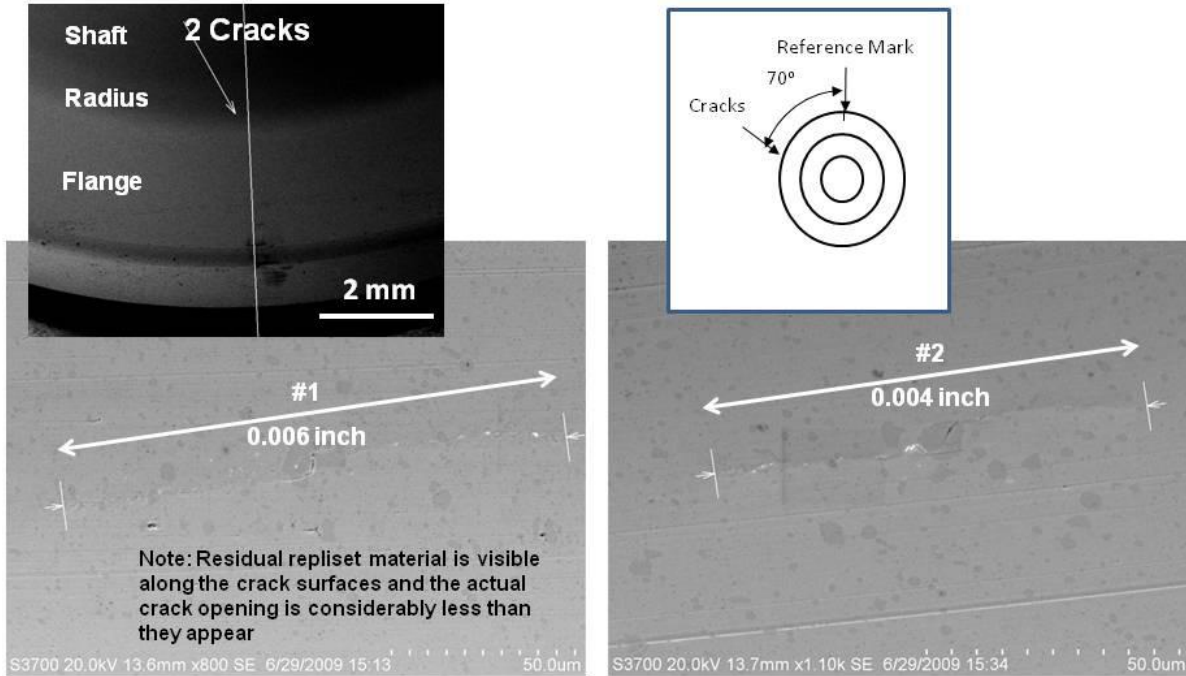 Shaft
2 Cracks
Radius
Flange
2 mm
Reference Mark
70º
Cracks
#1
0.006 inch
Note: Residual repliset material is visible
along the crack surfaces and the actual
crack opening is considerably less than
they appear
S3700 20.0kV 13.6mm x800 SE 6/29/2009 15:13
50.0um
#2
0.004 inch
S3700 20.0kV 13.7mm x1.10k SE 6/29/2009 15:34
50.0um